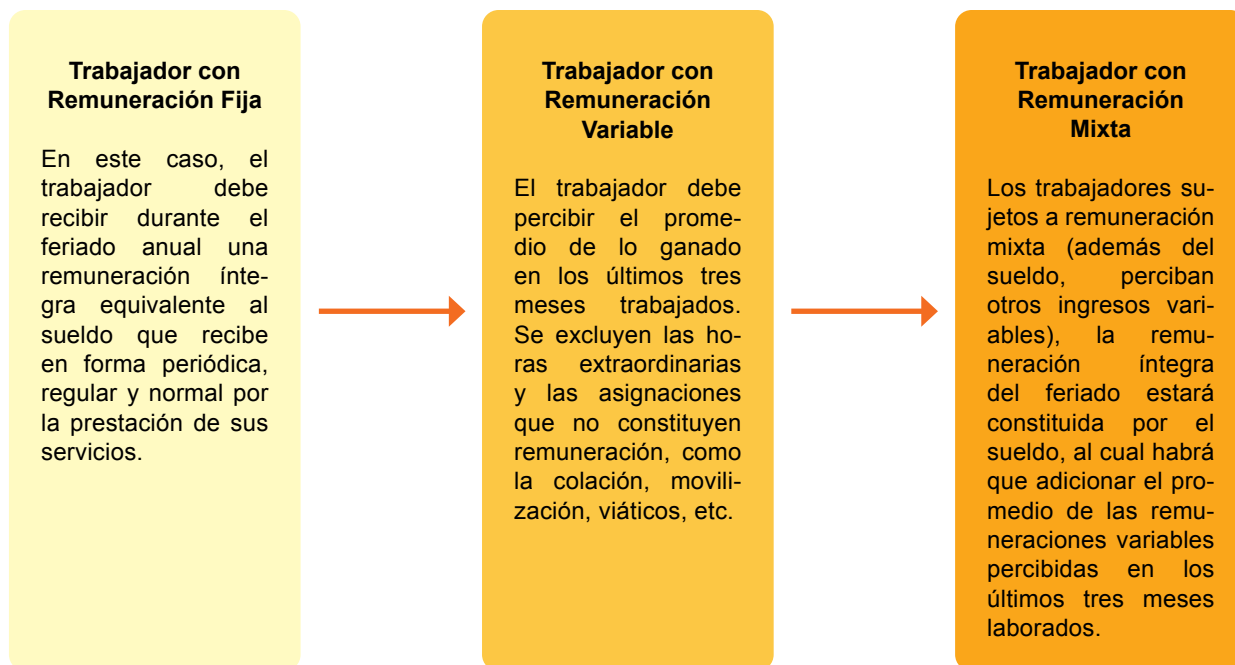 Trabajador con
Remuneración Fija
En este caso, el
trabajador debe
recibir durante el
feriado anual una
remuneración ínte-
gra equivalente al
sueldo que recibe
en forma periódica,
regular y normal por
la prestación de sus
servicios.
Trabajador con
Remuneración
Variable
El trabajador debe
percibir el prome-
dio de lo ganado
en los últimos tres
meses trabajados.
Se excluyen las ho-
ras extraordinarias
y las asignaciones
que no constituyen
remuneración, como
la colación, movili-
zación, viáticos, etc.
Trabajador con
Remuneración
Mixta
Los trabajadores su-
jetos a remuneración
mixta (además del
sueldo, perciban
otros ingresos vari-
ables), la remu-
neración íntegra
del feriado estará
constituida por el
sueldo, al cual habrá
que adicionar el pro-
medio de las remu-
neraciones variables
percibidas en los
últimos tres meses
laborados.